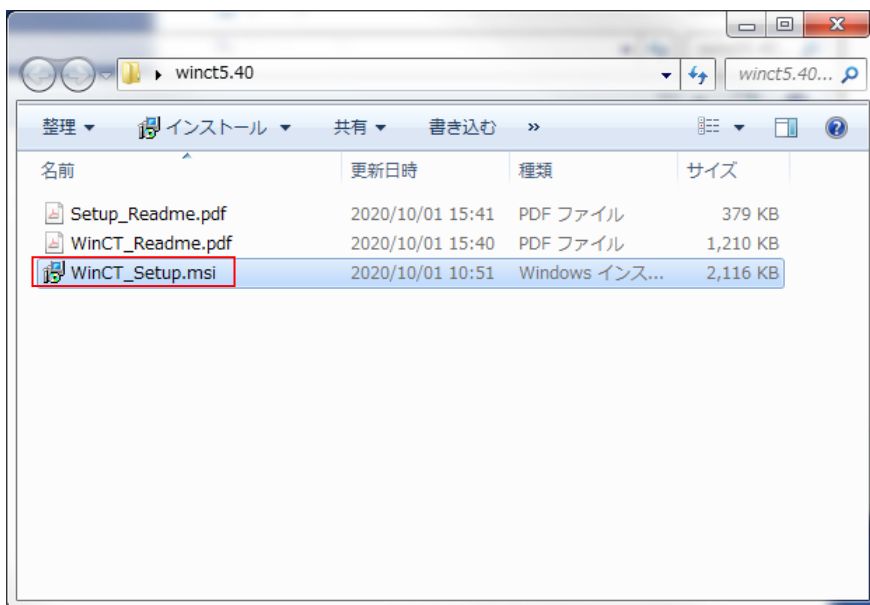 winct5.40
winct5.40...
整理 インストール 共有 書き込む »
名前 更新日時 種類 サイズ
Setup_Readme.pdf 2020/10/01 15:41 PDF ファイル 379 KB
WinCT_Readme.pdf 2020/10/01 15:40 PDF ファイル 1,210 KB
WinCT_Setup.msi 2020/10/01 10:51 Windows インス... 2,116 KB